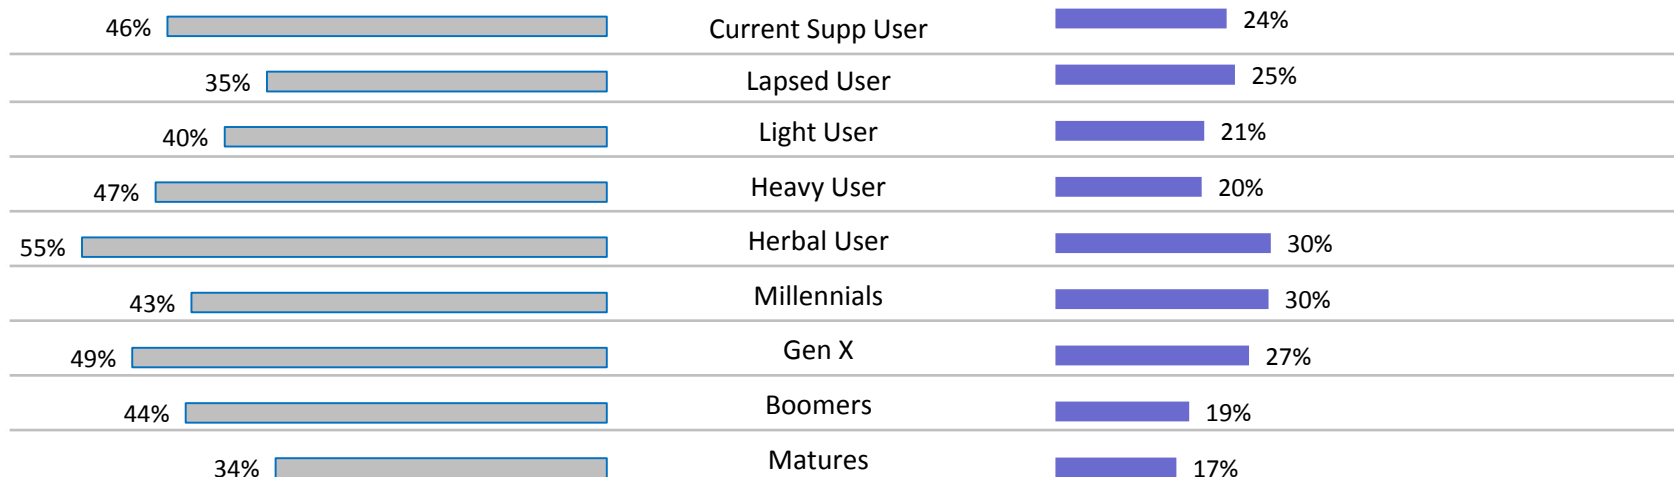 46% Current Supp User 24%
35% Lapsed User 25%
40% Light User 21%
47% Heavy User 20%
55% Herbal User 30%
43% Millennials 30%
49% Gen X 27%
44% Boomers 19%
34% Matures 17%